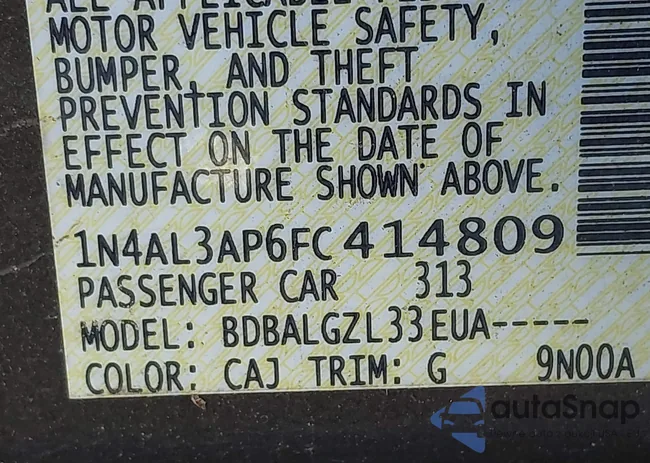 MOTOR VEHICLE SAFETY,
BUMPER, AND THEFT
PREVENTION STANDARDS IN
EFFECT ON THE DATE OF
MANUFACTURE SHOWN ABOVE.
1N4AL3AP6FC414809
PASSENGER CAR 313
MODEL: BDBALGZL33EUA-----
COLOR: CAJ TRIM: G 9N00A
autaSnap